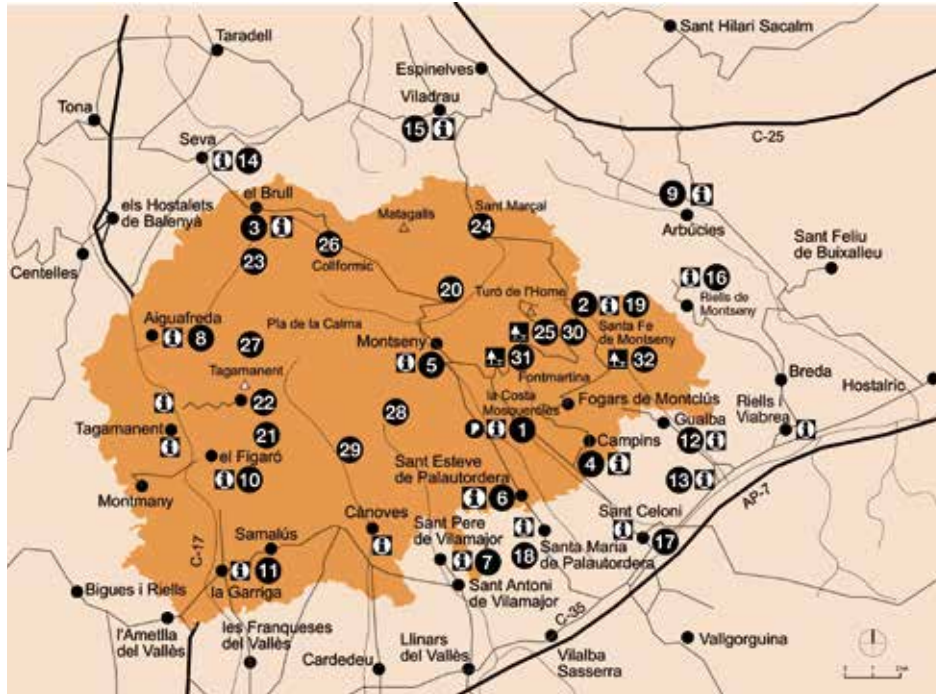 Sant Hilari Sacalm
Taradell
Espinelves
Viladrau
15
Tona
C-25
Seva
14
el Brull
els Hostalets
de Balenyà
3
26
Collformic
Matagalls
Sant Marçal
24
9
Arbúcies
Sant Feliu
de Buixalleu
Centelles
23
20
Turó de l'Home
2
19
Santa Fe
de Montseny
16
Riells de
Montseny
Aiguafreda
8
Pla de la Calma
27
Montseny
5
25
30
31
Fontmartina
32
Breda
Hostalric
Tagamanent
22
la Costa
Mosqueroles
Fogars de Montclús
Riells i
Viabrea
Tagamanent
21
28
P
1
Gualba
12
el Figaró
10
29
Campins
4
13
AP-7
Montmany
Sant Esteve
de Palautordera
6
Cànoves
Sant Celoni
17
C-17
Samalús
11
la Garriga
Sant Pere
de Vilamajor
7
18
Santa Maria
de Palautordera
Bigues i Riells
Sant Antoni
de Vilamajor
C-35
l'Ametlla
del Vallès
les Franqueses
del Vallès
Cardedeu
Llinars
del Vallès
Vilalba
Sasserra
Vallgorguina